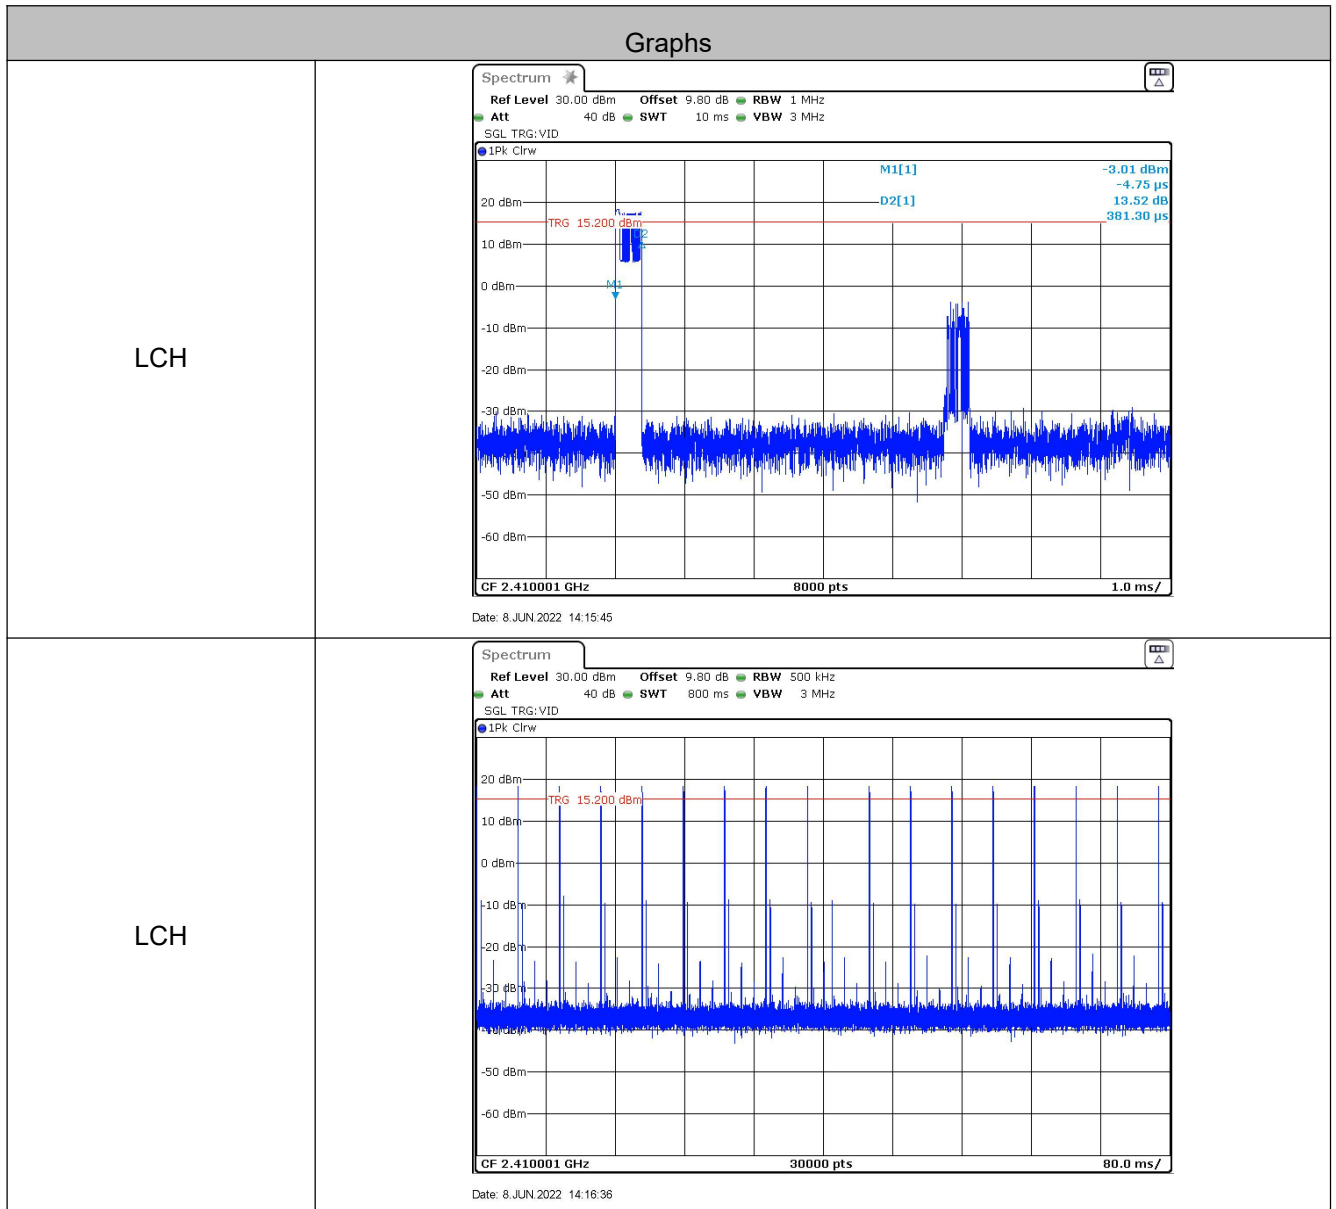 Graphs
LCH
Spectrum
Ref Level 30.00 dBm Offset 9.80 dB RBW 1 MHz
Att 40 dB SWT 10 ms VBW 3 MHz
SGL TRG:VID
1Pk Clrw
M1[1] -3.01 dBm
-4.75 µs
20 dBm D2[1] 13.52 dB
TRG 15.200 dBm 381.30 µs
D2
10 dBm
0 dBm M1
-10 dBm
-20 dBm
-30 dBm
-50 dBm
-60 dBm
CF 2.410001 GHz 8000 pts 1.0 ms/
Date: 8.JUN.2022 14:15:45
LCH
Spectrum
Ref Level 30.00 dBm Offset 9.80 dB RBW 500 kHz
Att 40 dB SWT 800 ms VBW 3 MHz
SGL TRG:VID
1Pk Clrw
20 dBm
TRG 15.200 dBm
10 dBm
0 dBm
-10 dBm
-20 dBm
-30 dBm
-40 dBm
-50 dBm
-60 dBm
CF 2.410001 GHz 30000 pts 80.0 ms/
Date: 8.JUN.2022 14:16:36